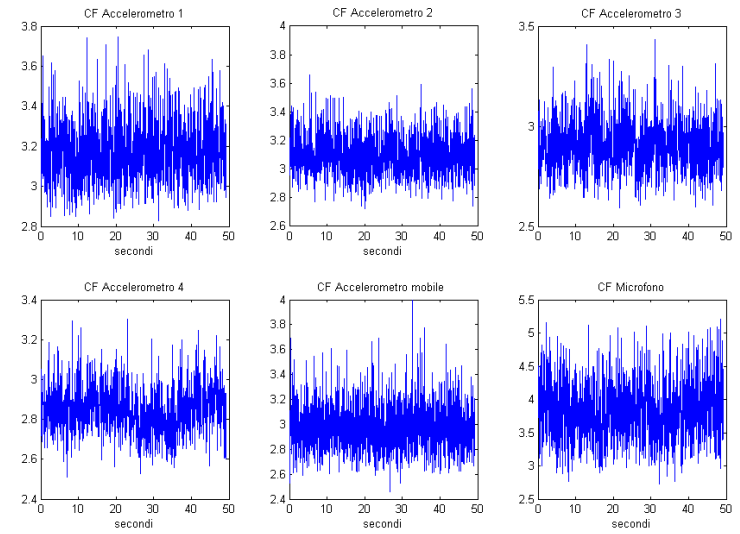 CF Accelerometro 1
3.8
3.6
3.4
3.2
3
2.8
0 10 20 30 40 50
secondi
CF Accelerometro 2
4
3.8
3.6
3.4
3.2
3
2.8
2.6
0 10 20 30 40 50
secondi
CF Accelerometro 3
3.5
3
2.5
0 10 20 30 40 50
secondi
CF Accelerometro 4
3.4
3.2
3
2.8
2.6
2.4
0 10 20 30 40 50
secondi
CF Accelerometro mobile
4
3.8
3.6
3.4
3.2
3
2.8
2.6
2.4
0 10 20 30 40 50
secondi
CF Microfono
5.5
5
4.5
4
3.5
3
2.5
0 10 20 30 40 50
secondi